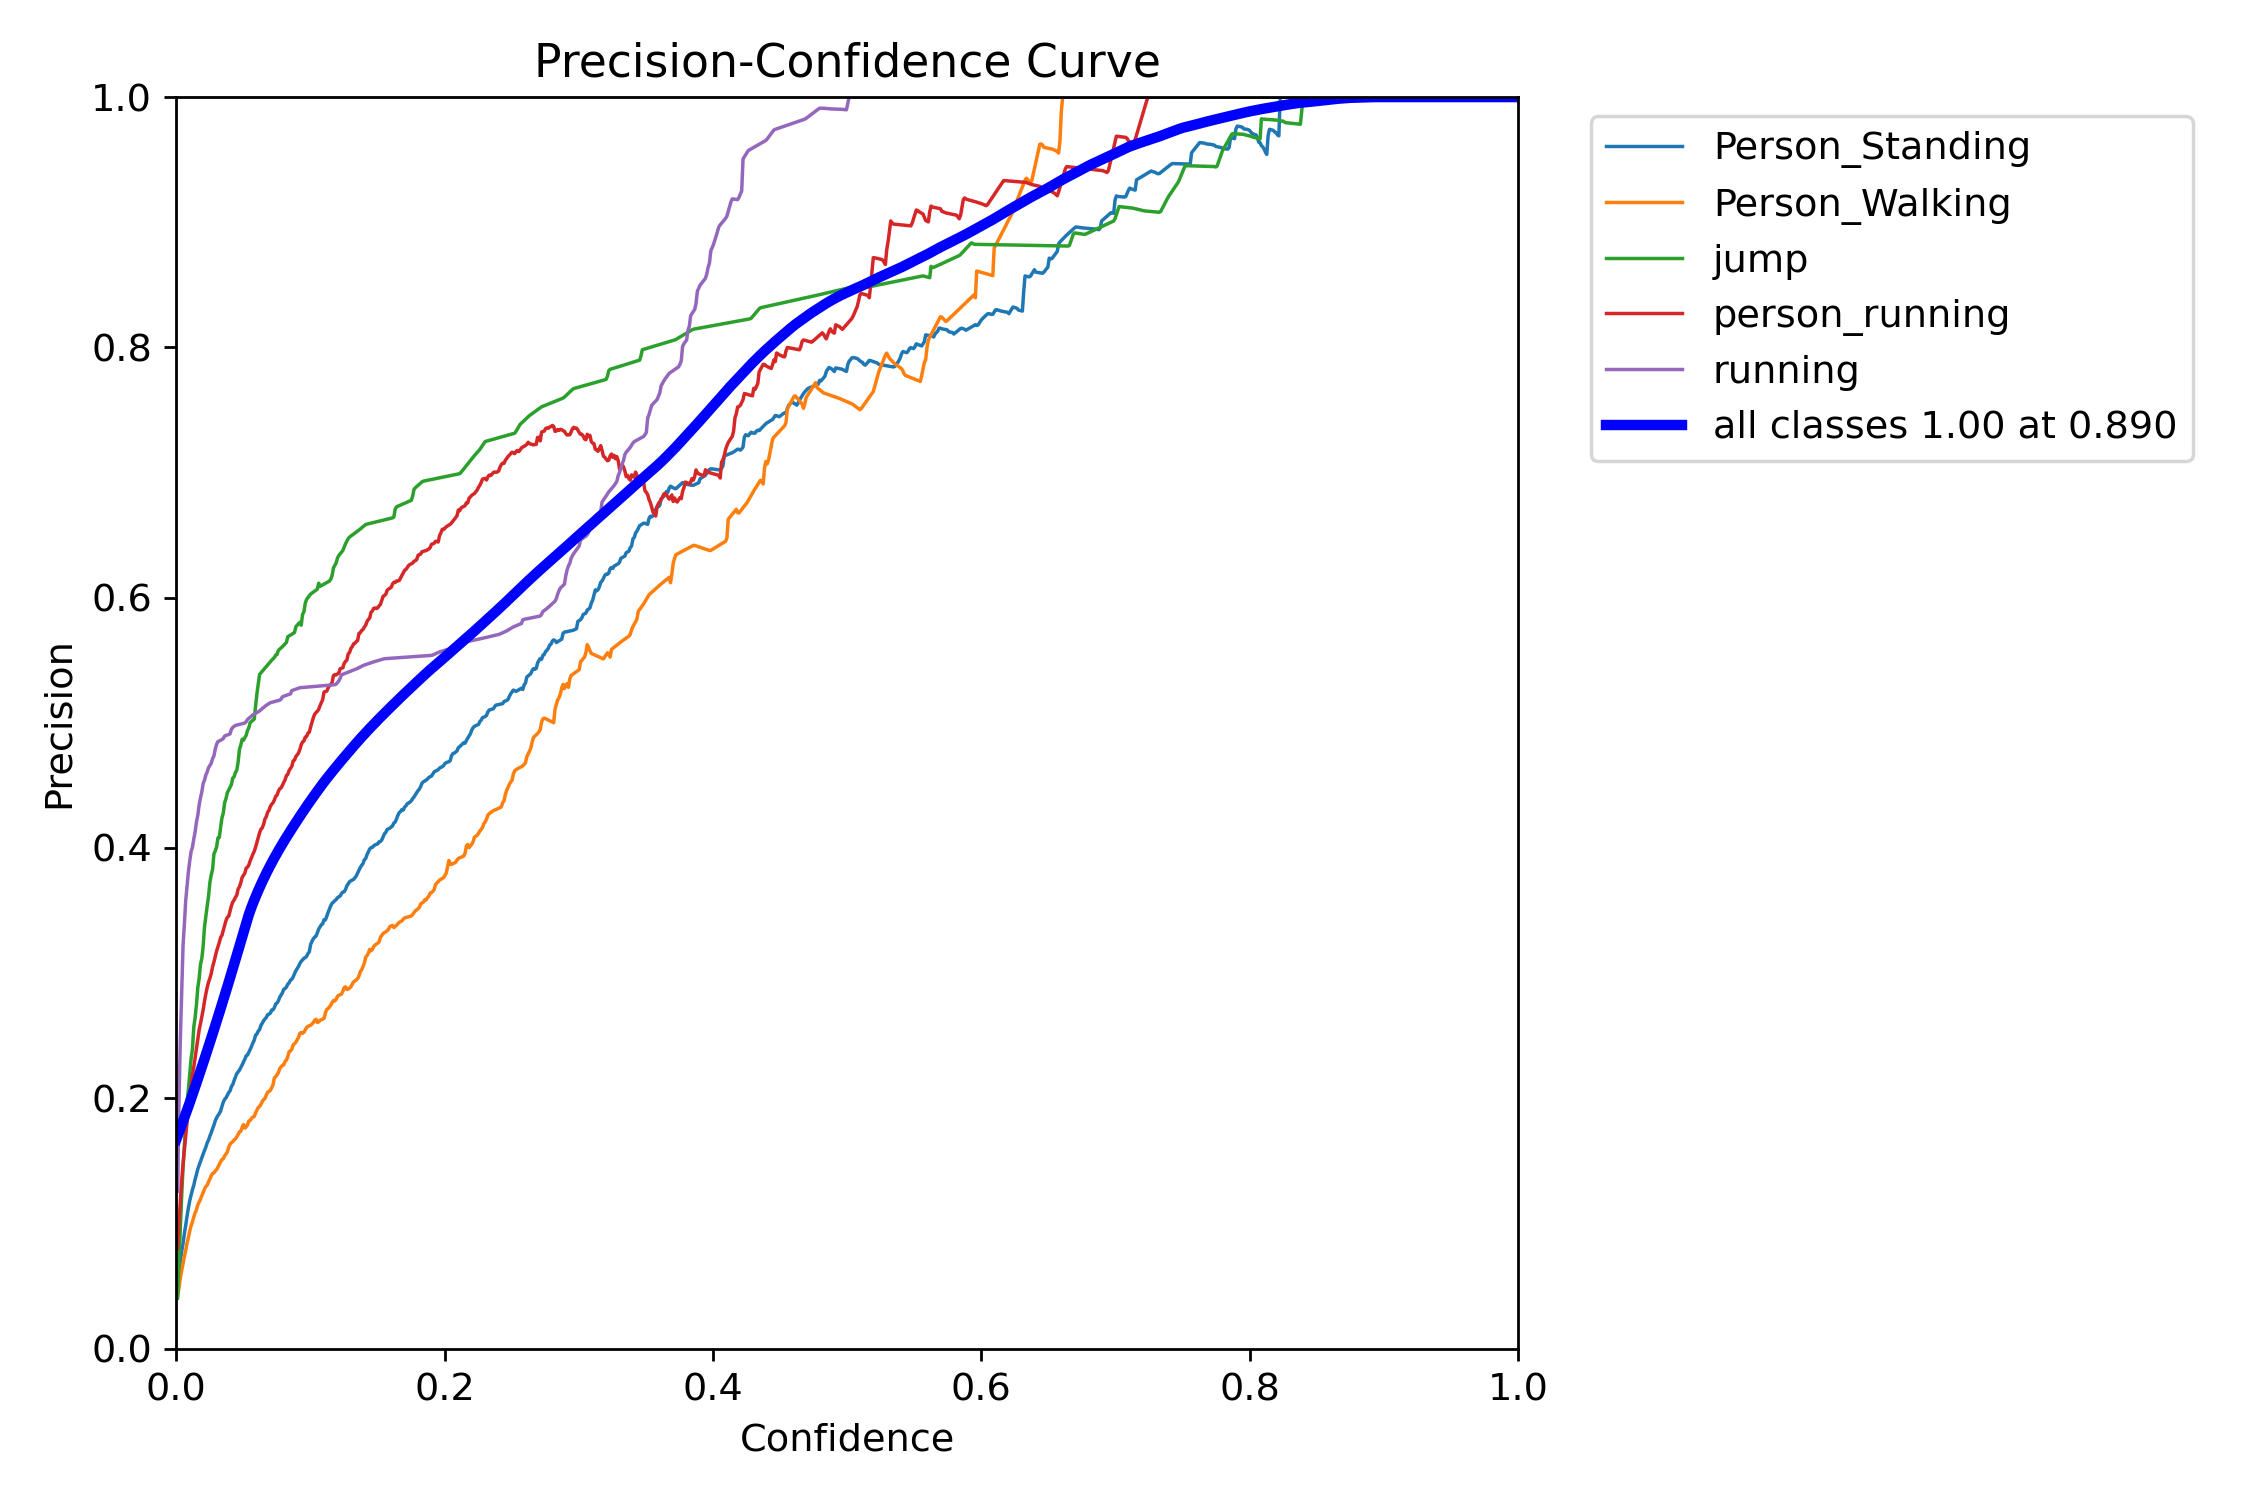 Precision-Confidence Curve
1.0
0.8
0.6
0.4
0.2
0.0
Precision
0.0 0.2 0.4 0.6 0.8 1.0
Confidence
Person_Standing
Person_Walking
jump
person_running
running
all classes 1.00 at 0.890